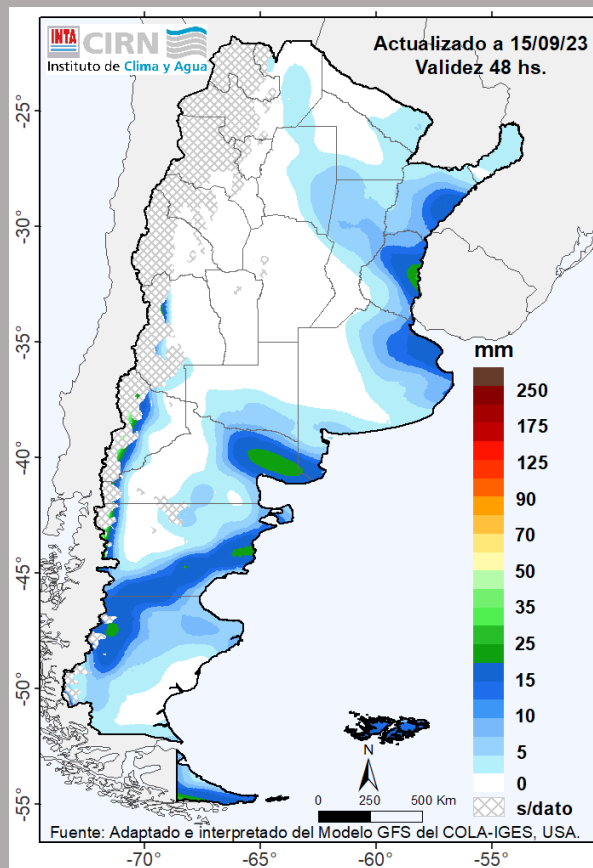 INTA CIRN
Instituto de Clima y Agua
Actualizado a 15/09/23
Validez 48 hs.
-25°
-30°
-35°
-40°
-45°
-50°
-55°
mm
250
175
125
90
70
50
35
25
15
10
5
0
s/dato
N
0 250 500 Km
Fuente: Adaptado e interpretado del Modelo GFS del COLA-IGES, USA.
-70° -65° -60° -55°